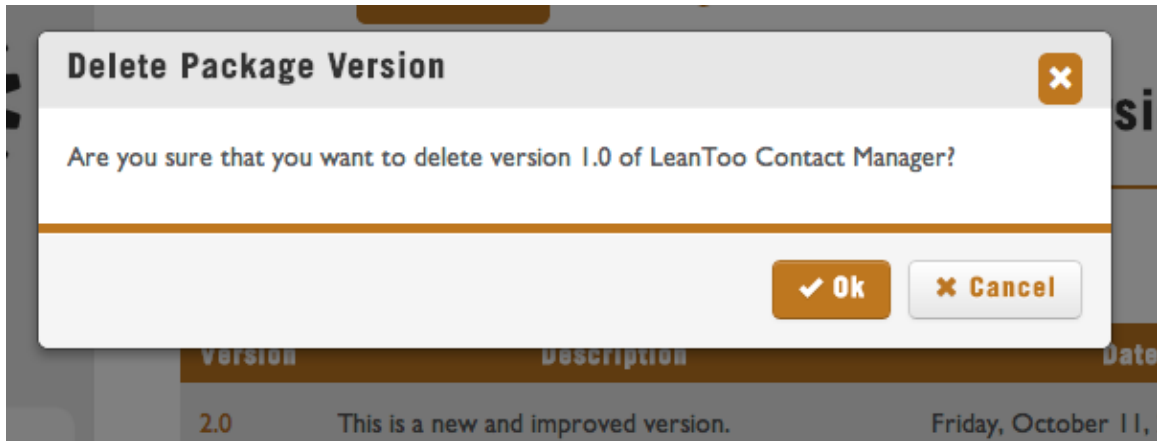 Delete Package Version
Are you sure that you want to delete version 1.0 of LeanToo Contact Manager?
Ok
Cancel
Version Description Date
2.0 This is a new and improved version. Friday, October 11,